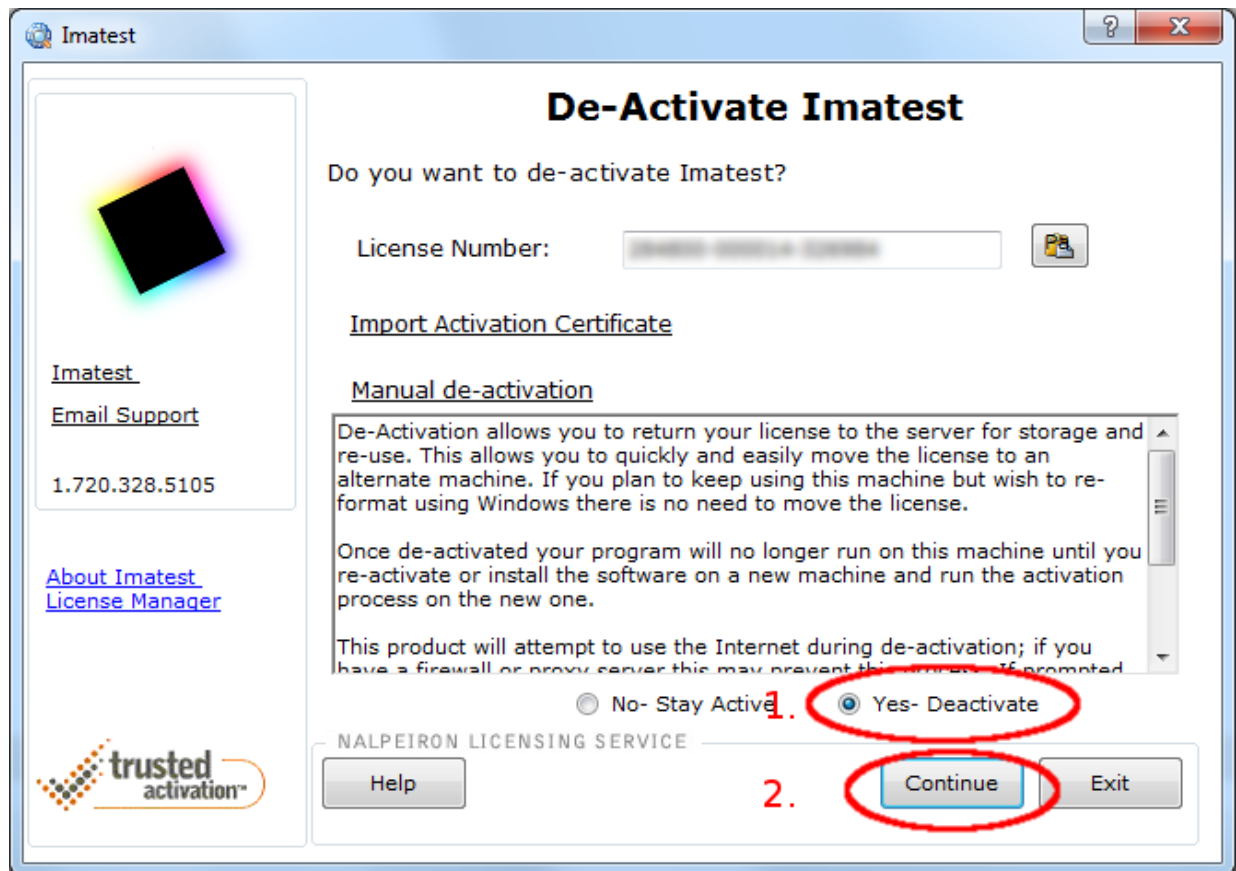 Imatest
De-Activate Imatest
Do you want to de-activate Imatest?
License Number:
Import Activation Certificate
Manual de-activation
Imatest
Email Support
1.720.328.5105
About Imatest
License Manager
De-Activation allows you to return your license to the server for storage and
re-use. This allows you to quickly and easily move the license to an
alternate machine. If you plan to keep using this machine but wish to re-
format using Windows there is no need to move the license.
Once de-activated your program will no longer run on this machine until you
re-activate or install the software on a new machine and run the activation
process on the new one.
This product will attempt to use the Internet during de-activation; if you
have a firewall or proxy server this may prevent this process. If prompted
No- Stay Active
1.
Yes- Deactivate
NALPEIRON LICENSING SERVICE
Help
2.
Continue
Exit
trusted
activation™